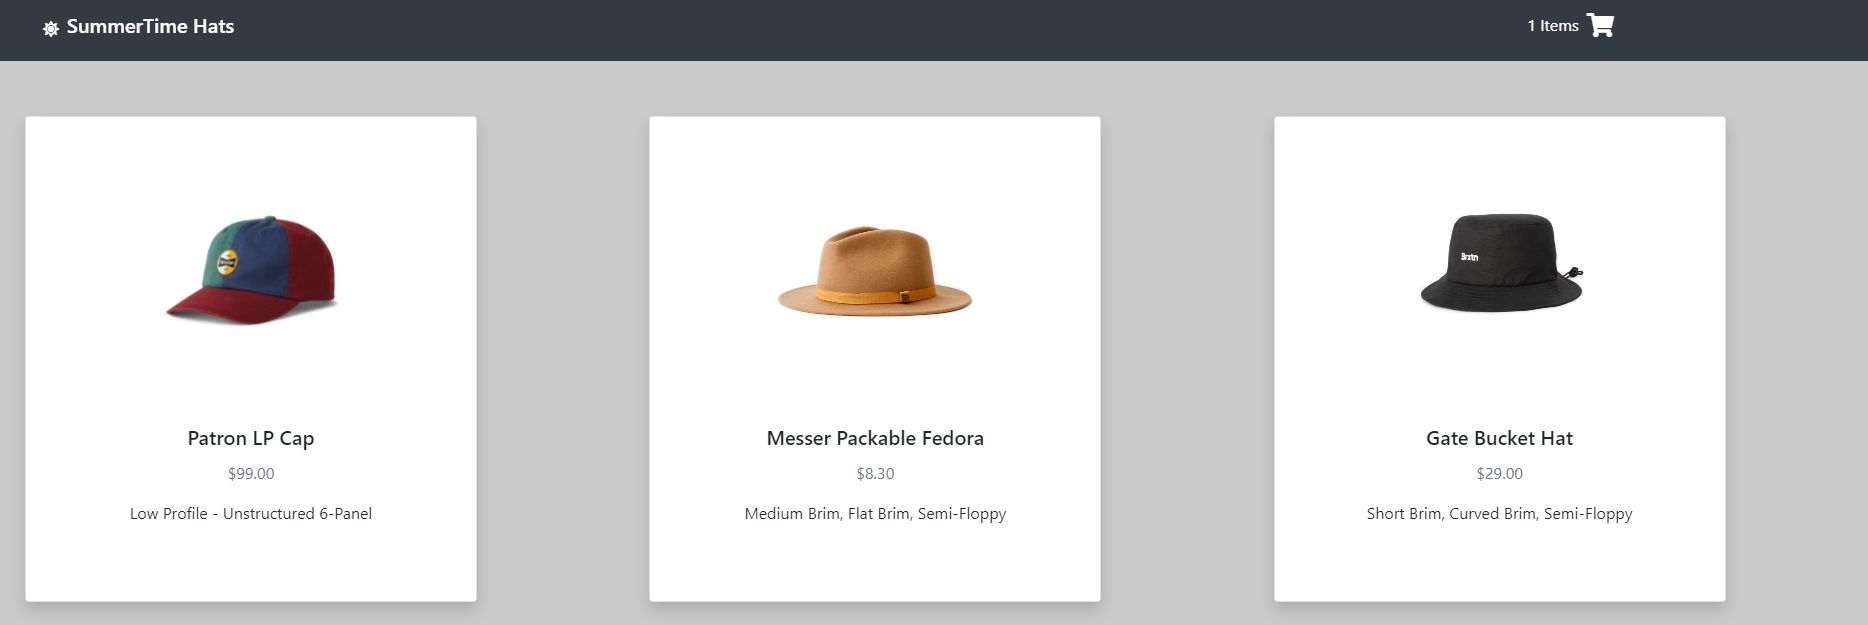 SummerTime Hats
1 Items
Brxtn
Patron LP Cap
$99.00
Low Profile - Unstructured 6-Panel
Messer Packable Fedora
$8.30
Medium Brim, Flat Brim, Semi-Floppy
Gate Bucket Hat
$29.00
Short Brim, Curved Brim, Semi-Floppy